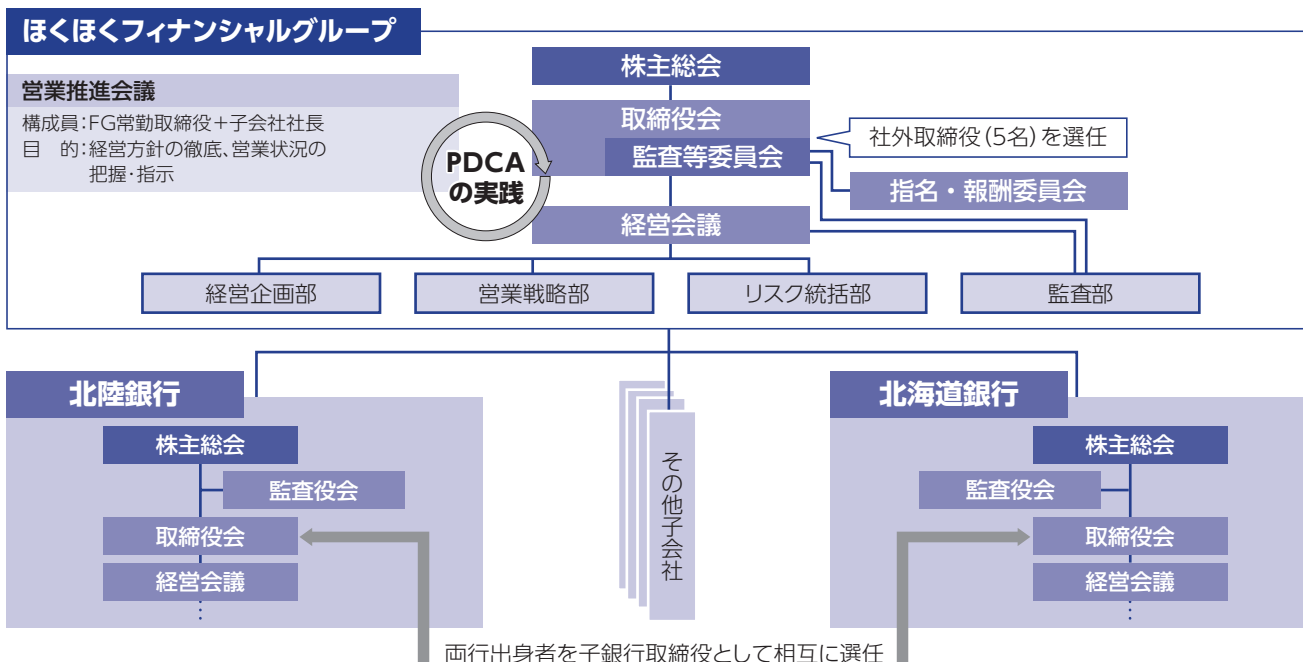 ほくほくフィナンシャルグループ
営業推進会議
構成員:FG常勤取締役+子会社社長
目　的:経営方針の徹底、営業状況の
把握・指示
PDCA
の実践
株主総会
取締役会
監査等委員会
社外取締役(5名)を選任
指名・報酬委員会
経営会議
経営企画部
営業戦略部
リスク統括部
監査部
北陸銀行
株主総会
監査役会
取締役会
経営会議
その他子会社
北海道銀行
株主総会
監査役会
取締役会
経営会議
両行出身者を子銀行取締役として相互に選任